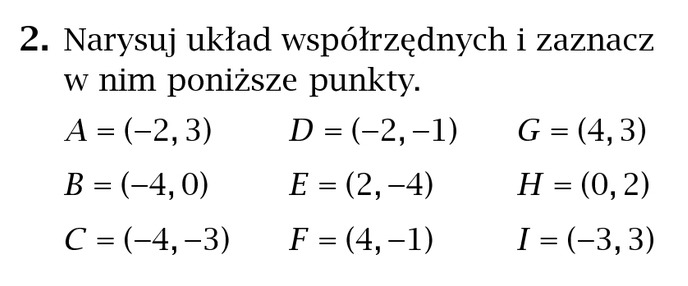 2. Narysuj układ współrzędnych i zaznacz
w nim poniższe punkty.
A = (−2, 3) D = (−2, −1) G = (4, 3)
B = (−4, 0) E = (2, −4) H = (0, 2)
C = (−4, −3) F = (4, −1) I = (−3, 3)